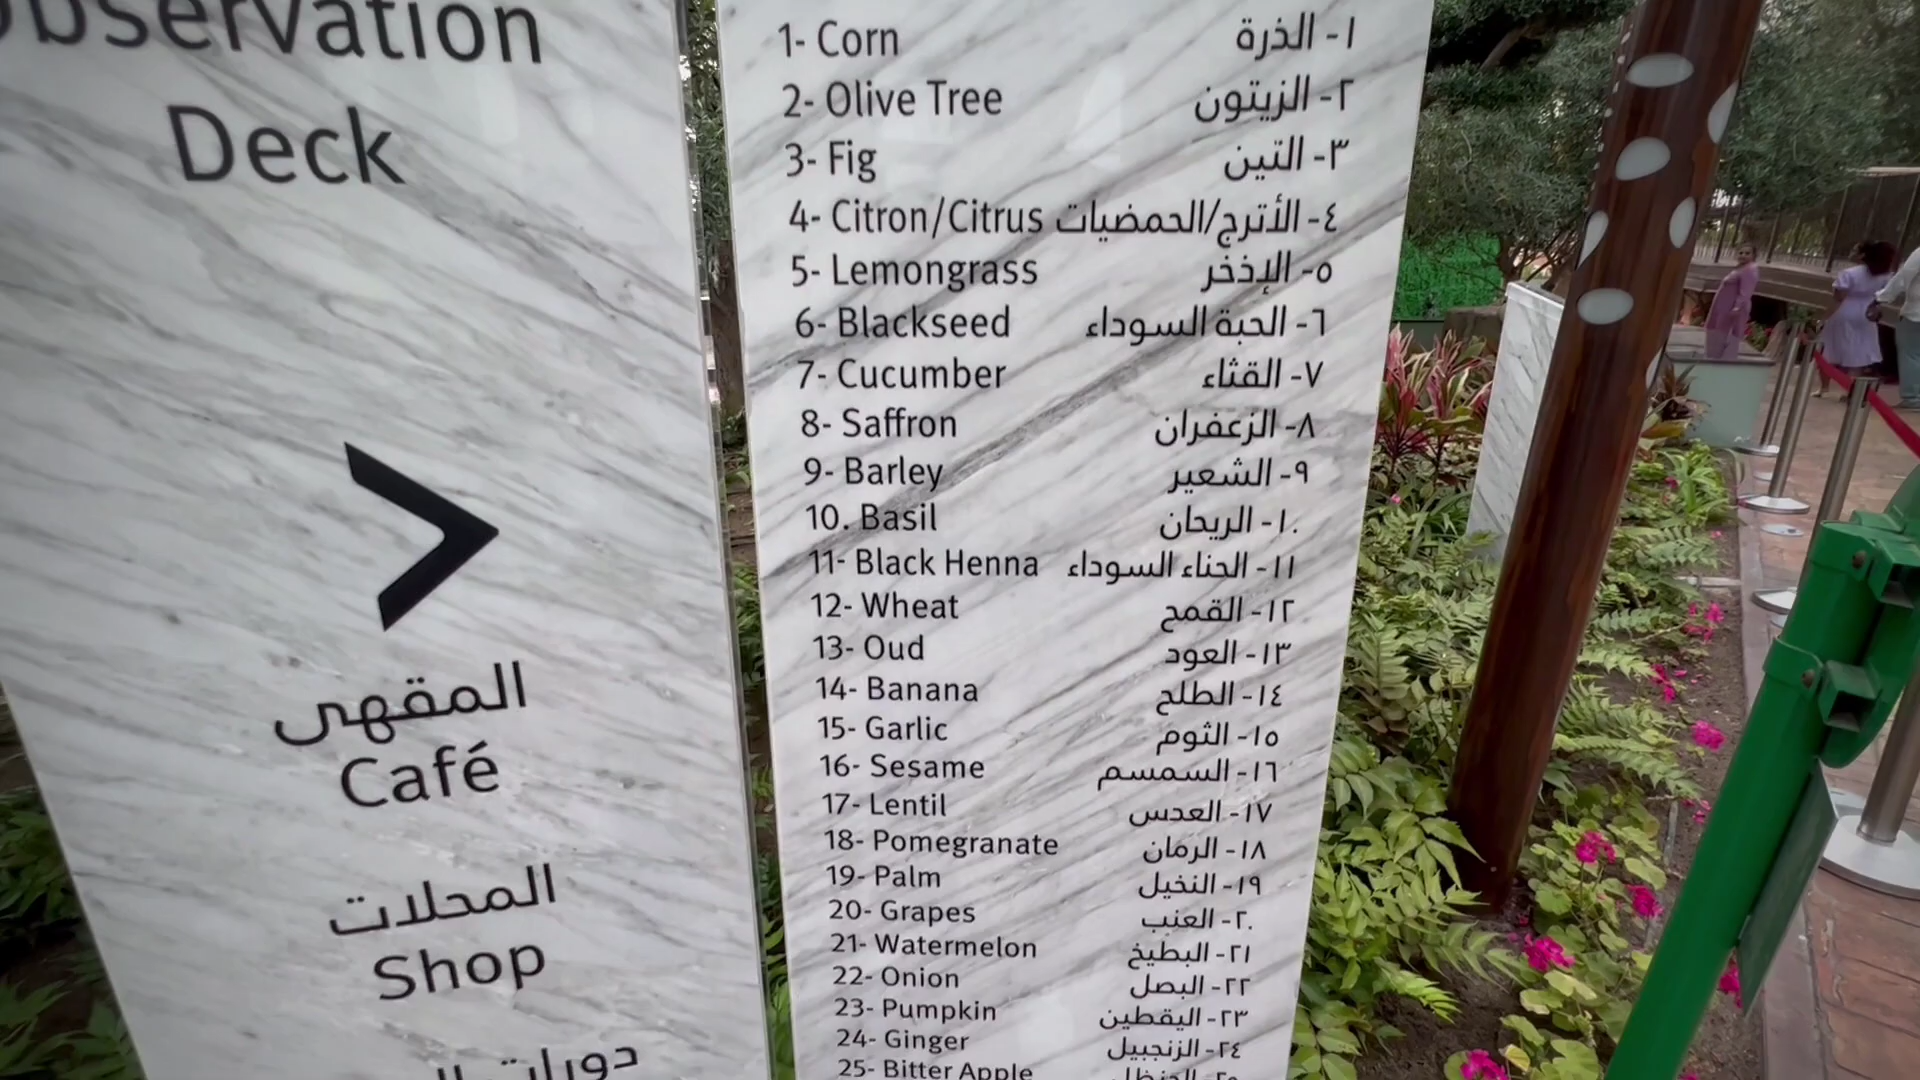 Observation
Deck
المقهى
Café
المحلات
Shop
دورات
1- Corn ١- الذرة
2- Olive Tree ٢- الزيتون
3- Fig ٣- التين
4- Citron/Citrus ٤- الأترج/الحمضيات
5- Lemongrass ٥- الإذخر
6- Blackseed ٦- الحبة السوداء
7- Cucumber ٧- القثاء
8- Saffron ٨- الزعفران
9- Barley ٩- الشعير
10. Basil ١٠- الريحان
11- Black Henna ١١- الحناء السوداء
12- Wheat ١٢- القمح
13- Oud ١٣- العود
14- Banana ١٤- الطلح
15- Garlic ١٥- الثوم
16- Sesame ١٦- السمسم
17- Lentil ١٧- العدس
18- Pomegranate ١٨- الرمان
19- Palm ١٩- النخيل
20- Grapes ٢٠- العنب
21- Watermelon ٢١- البطيخ
22- Onion ٢٢- البصل
23- Pumpkin ٢٣- اليقطين
24- Ginger ٢٤- الزنجبيل
25- Bitter Apple ٢٥- الحنظل